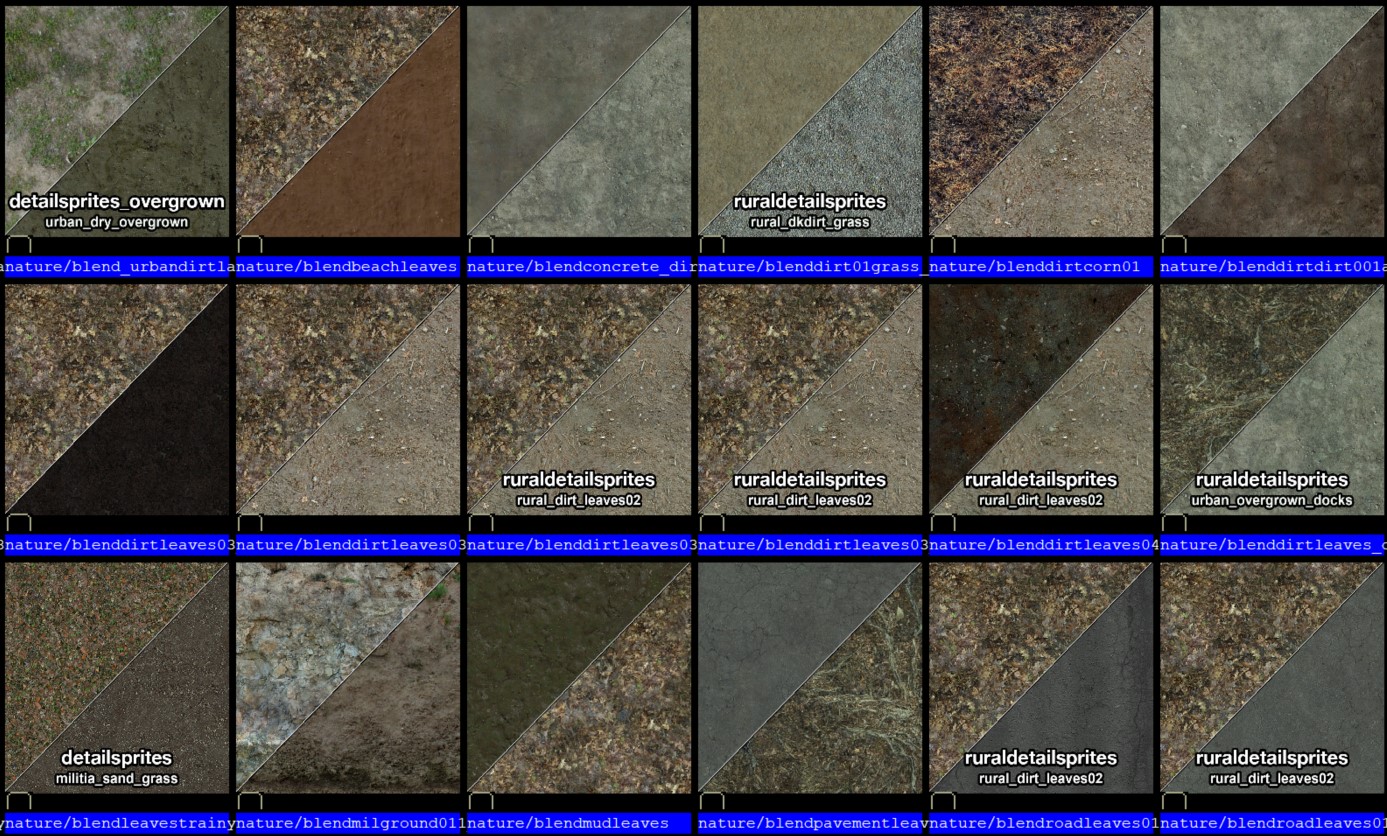 detailsprites_overgrown
urban_dry_overgrown
ruraldetailsprites
rural_dkdirt_grass
anature/blend_urbandirtla
nature/blendbeachleaves
nature/blendconcrete_dir
nature/blenddirt01grass_
nature/blenddirtcorn01
nature/blenddirtdirt001a
ruraldetailsprites
rural_dirt_leaves02
ruraldetailsprites
rural_dirt_leaves02
ruraldetailsprites
rural_dirt_leaves02
ruraldetailsprites
urban_overgrown_docks
nature/blenddirtleaves03
nature/blenddirtleaves03
nature/blenddirtleaves03
nature/blenddirtleaves03
nature/blenddirtleaves04
nature/blenddirtleaves_c
detailsprites
militia_sand_grass
ruraldetailsprites
rural_dirt_leaves02
ruraldetailsprites
rural_dirt_leaves02
nature/blendleavestrainy
nature/blendmilground011
nature/blendmudleaves
nature/blendpavementleav
nature/blendroadleaves01
nature/blendroadleaves01